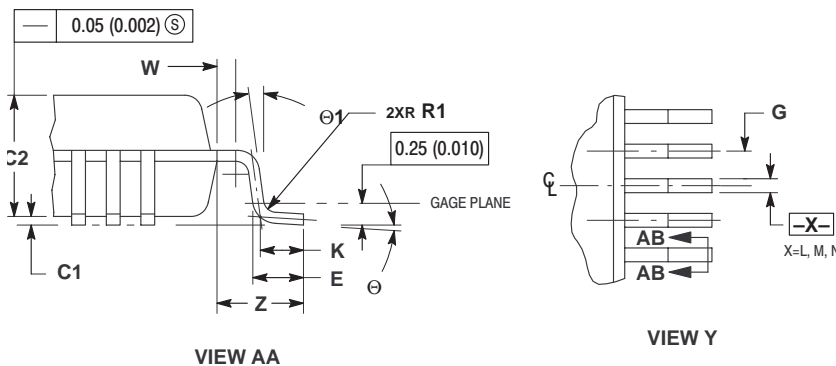 — 0.05 (0.002) Ⓢ
W
Θ1
2XR R1
G
C2
0.25 (0.010)
GAGE PLANE
CL
–X–
X=L, M, N
AB
AB
K
E
Z
C1
Θ
VIEW Y
VIEW AA